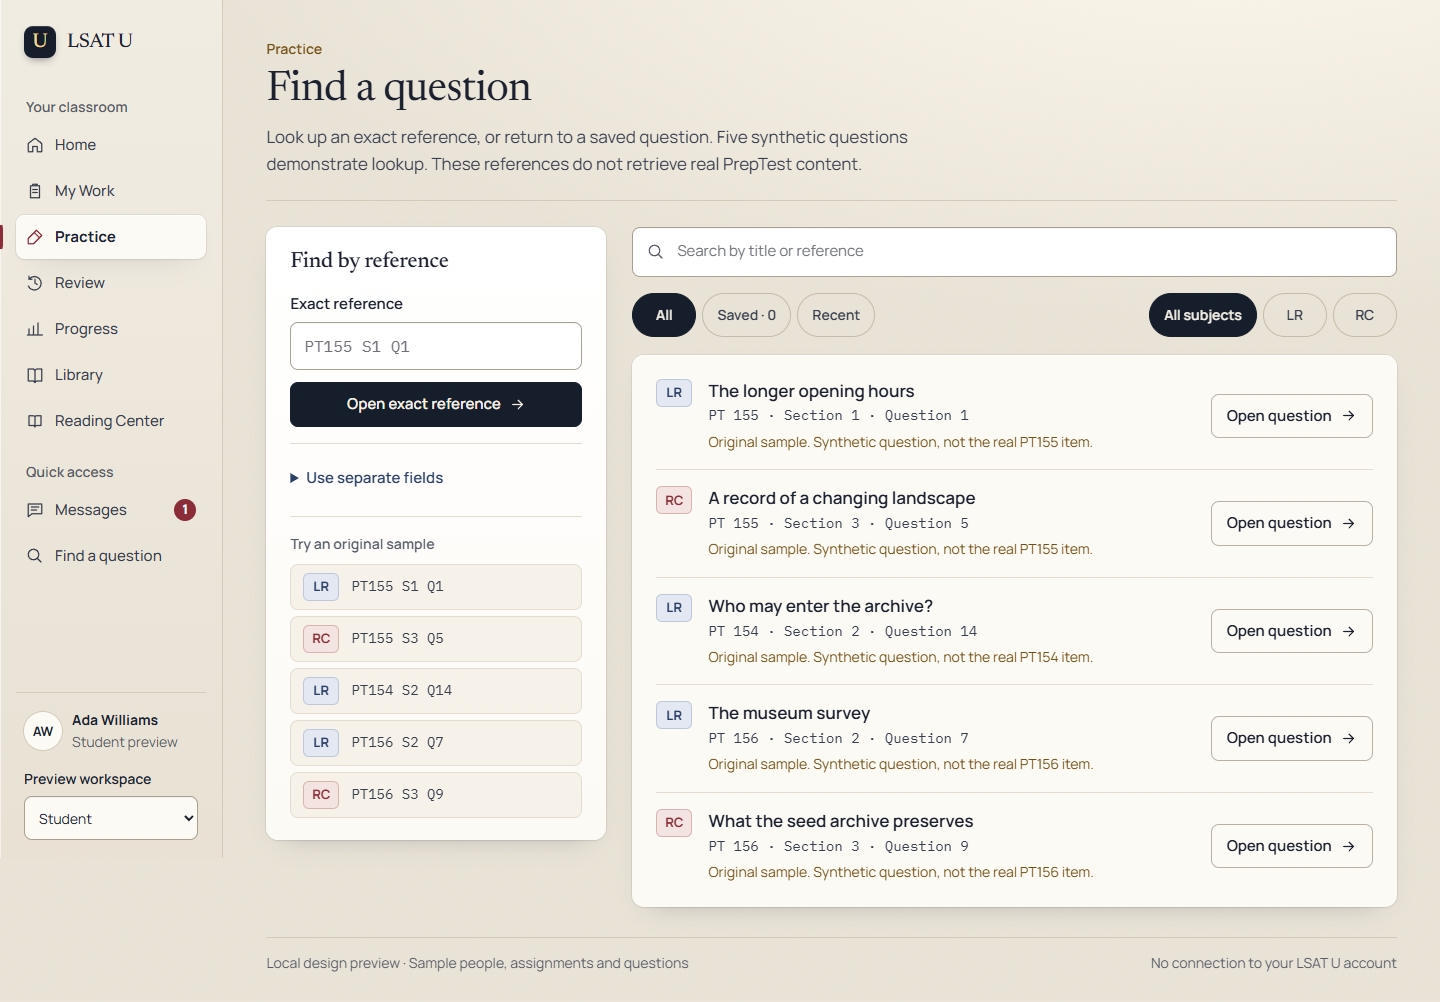 U LSAT U
Your classroom
Home
My Work
Practice
Review
Progress
Library
Reading Center
Quick access
Messages 1
Find a question
AW Ada Williams
Student preview
Preview workspace
Student
Practice
Find a question
Look up an exact reference, or return to a saved question. Five synthetic questions
demonstrate lookup. These references do not retrieve real PrepTest content.
Find by reference
Exact reference
PT155 S1 Q1
Open exact reference →
Use separate fields
Try an original sample
LR PT155 S1 Q1
RC PT155 S3 Q5
LR PT154 S2 Q14
LR PT156 S2 Q7
RC PT156 S3 Q9
Search by title or reference
All Saved · 0 Recent All subjects LR RC
LR The longer opening hours
PT 155 · Section 1 · Question 1
Original sample. Synthetic question, not the real PT155 item.
Open question →
RC A record of a changing landscape
PT 155 · Section 3 · Question 5
Original sample. Synthetic question, not the real PT155 item.
Open question →
LR Who may enter the archive?
PT 154 · Section 2 · Question 14
Original sample. Synthetic question, not the real PT154 item.
Open question →
LR The museum survey
PT 156 · Section 2 · Question 7
Original sample. Synthetic question, not the real PT156 item.
Open question →
RC What the seed archive preserves
PT 156 · Section 3 · Question 9
Original sample. Synthetic question, not the real PT156 item.
Open question →
Local design preview · Sample people, assignments and questions
No connection to your LSAT U account